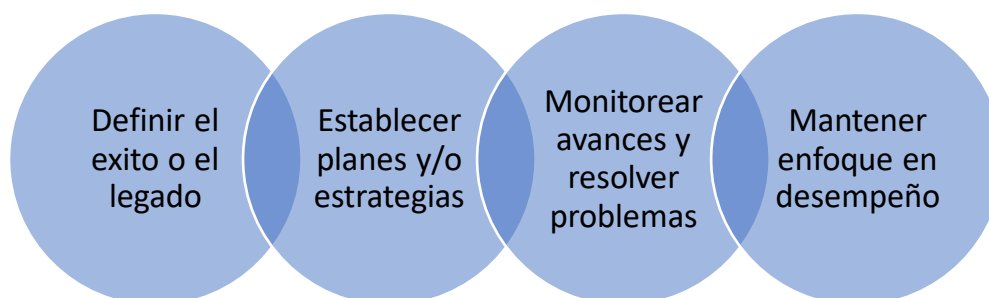 Definir el
exito o el
legado
Establecer
planes y/o
estrategias
Monitorear
avances y
resolver
problemas
Mantener
enfoque en
desempeño